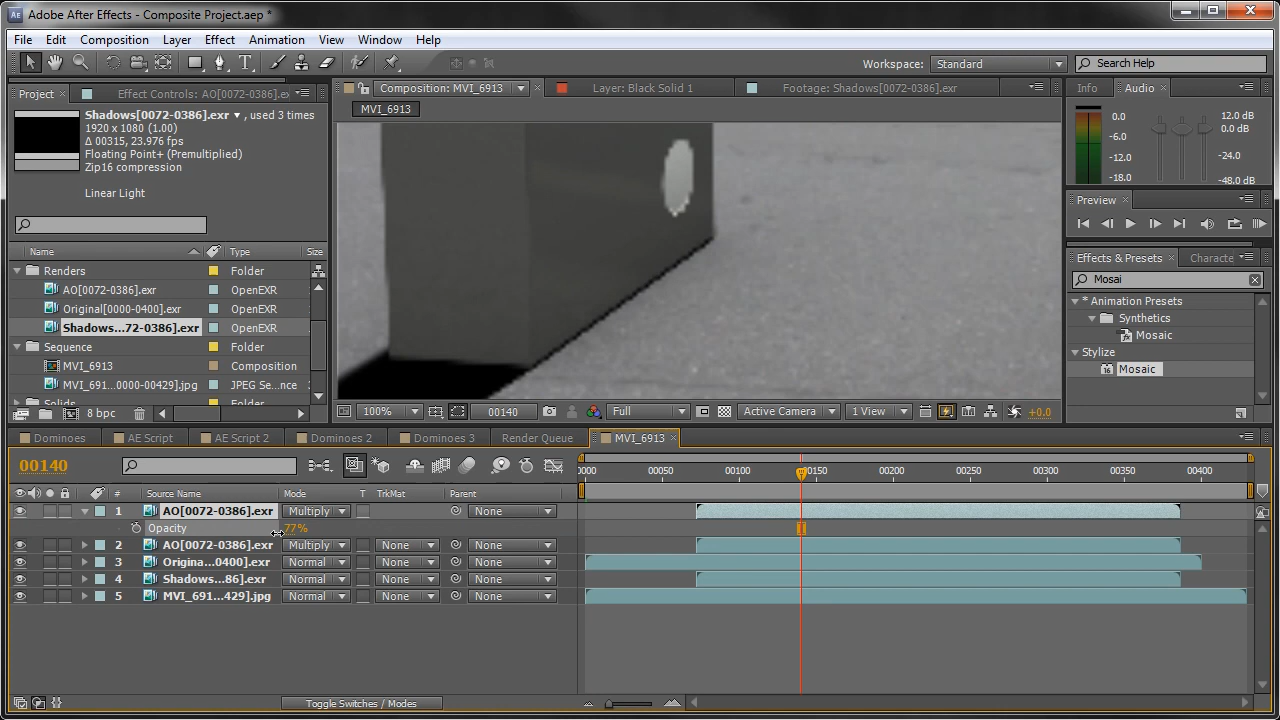 Adobe After Effects - Composite Project.aep *
File Edit Composition Layer Effect Animation View Window Help
Workspace: Standard Search Help
Project Effect Controls: AO[0072-0386].ex
Composition: MVI_6913 Layer: Black Solid 1 Footage: Shadows[0072-0386].exr
Info Audio
MVI_6913
Shadows[0072-0386].exr ▼, used 3 times
1920 x 1080 (1.00)
Δ 00315, 23.976 fps
Floating Point+ (Premultiplied)
Zip16 compression
Linear Light
0.0 12.0 dB
-6.0 0.0 dB
-12.0 -24.0
-18.0 -48.0 dB
Preview
Effects & Presets Characte
Mosai
* Animation Presets
Synthetics
Mosaic
Stylize
Mosaic
Name Type Size
Renders Folder
AO[0072-0386].exr OpenEXR
Original[0000-0400].exr OpenEXR
Shadows...72-0386].exr OpenEXR
Sequence Folder
MVI_6913 Composition
MVI_691...0000-00429].jpg JPEG Se...nce
Solids Folder
8 bpc
100% 00140 Full Active Camera 1 View +0.0
Dominoes AE Script AE Script 2 Dominoes 2 Dominoes 3 Render Queue MVI_6913
00140
0000 00050 00100 00150 00200 00250 00300 00350 00400
# Source Name Mode T TrkMat Parent
1 AO[0072-0386].exr Multiply None
Opacity 77%
2 AO[0072-0386].exr Multiply None None
3 Origina...0400].exr Normal None None
4 Shadows...86].exr Normal None None
5 MVI_691...429].jpg Normal None None
Toggle Switches / Modes